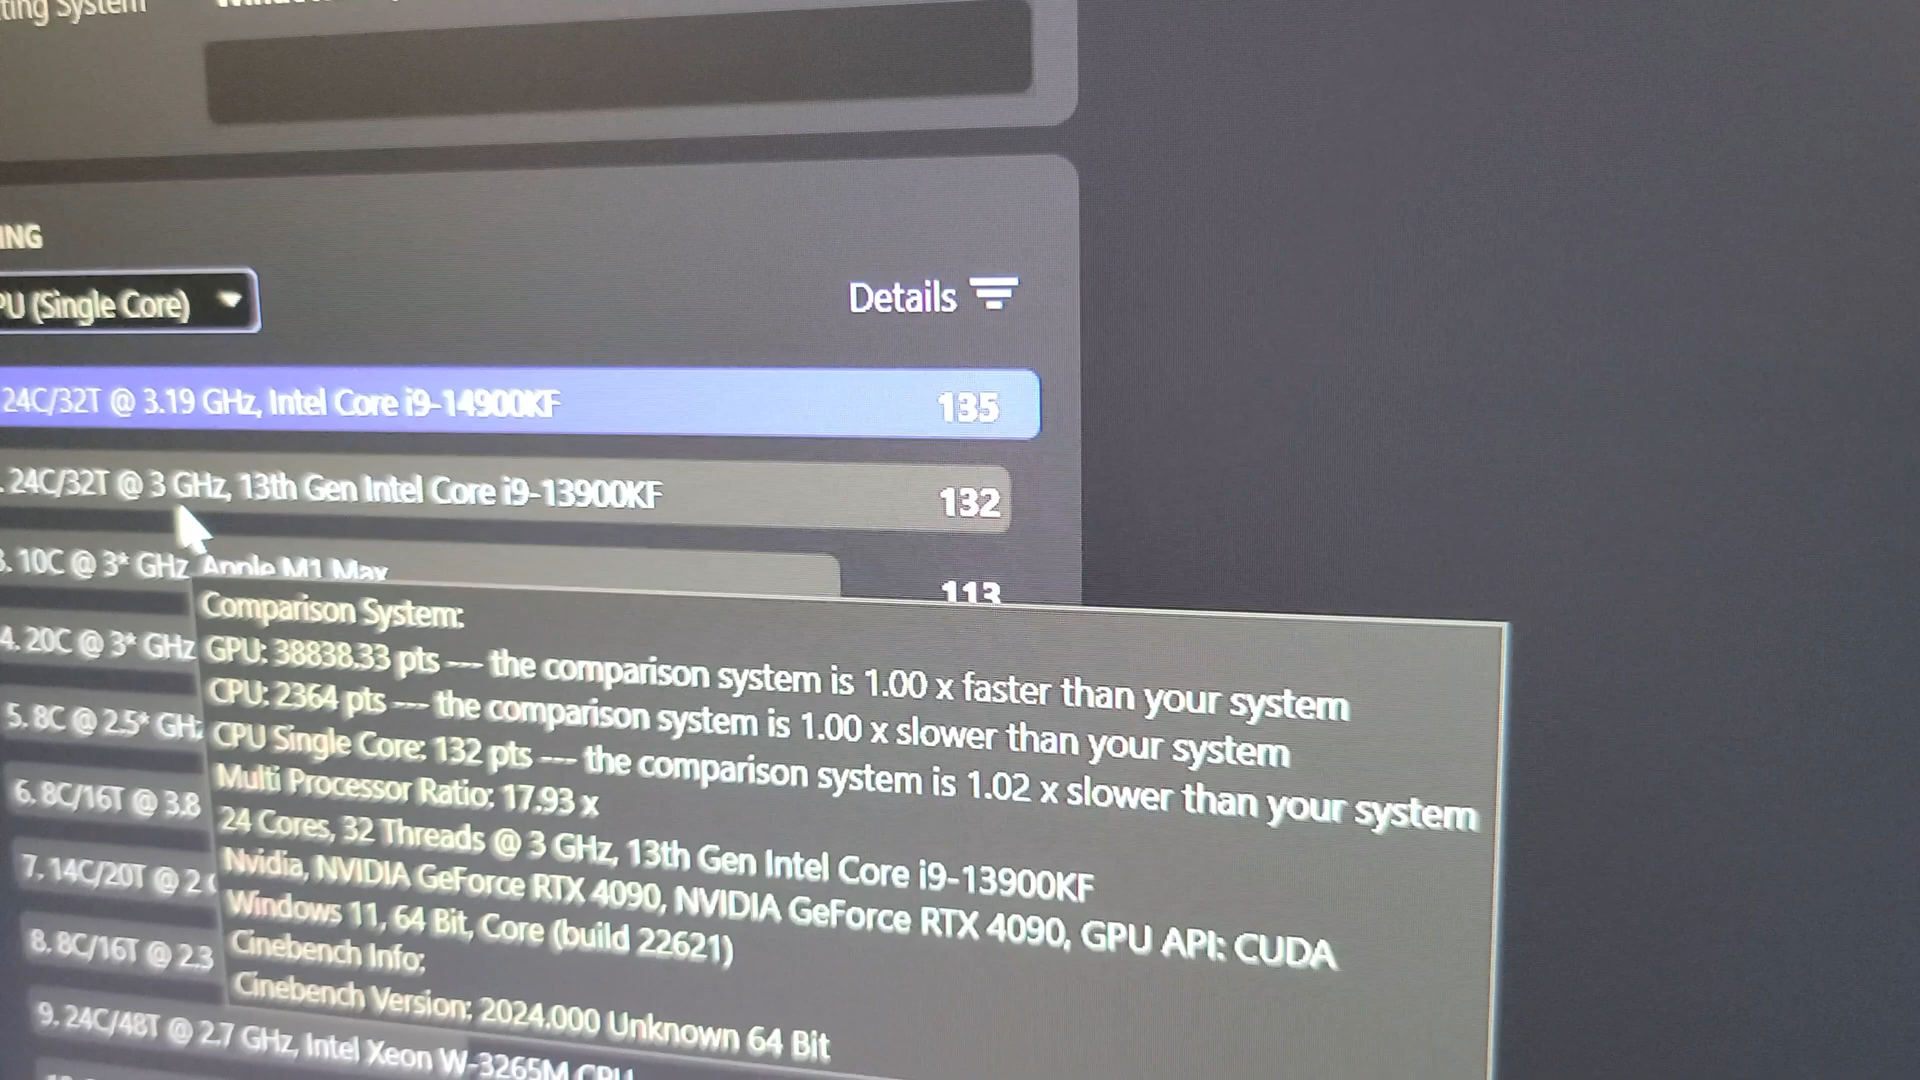 ting System
ING
PU (Single Core)
Details
24C/32T @ 3.19 GHz, Intel Core i9-14900KF 135
. 24C/32T @ 3 GHz, 13th Gen Intel Core i9-13900KF 132
3. 10C @ 3* GHz, Apple M1 Max 113
Comparison System:
4. 20C @ 3* GHz
GPU: 38838.33 pts --- the comparison system is 1.00 x faster than your system
CPU: 2364 pts --- the comparison system is 1.00 x slower than your system
5. 8C @ 2.5* GHz
CPU Single Core: 132 pts --- the comparison system is 1.02 x slower than your system
Multi Processor Ratio: 17.93 x
6. 8C/16T @ 3.8
24 Cores, 32 Threads @ 3 GHz, 13th Gen Intel Core i9-13900KF
7. 14C/20T @ 2
Nvidia, NVIDIA GeForce RTX 4090, NVIDIA GeForce RTX 4090, GPU API: CUDA
Windows 11, 64 Bit, Core (build 22621)
8. 8C/16T @ 2.3
Cinebench Info:
Cinebench Version: 2024.000 Unknown 64 Bit
9. 24C/48T @ 2.7 GHz, Intel Xeon W-3265M CPU